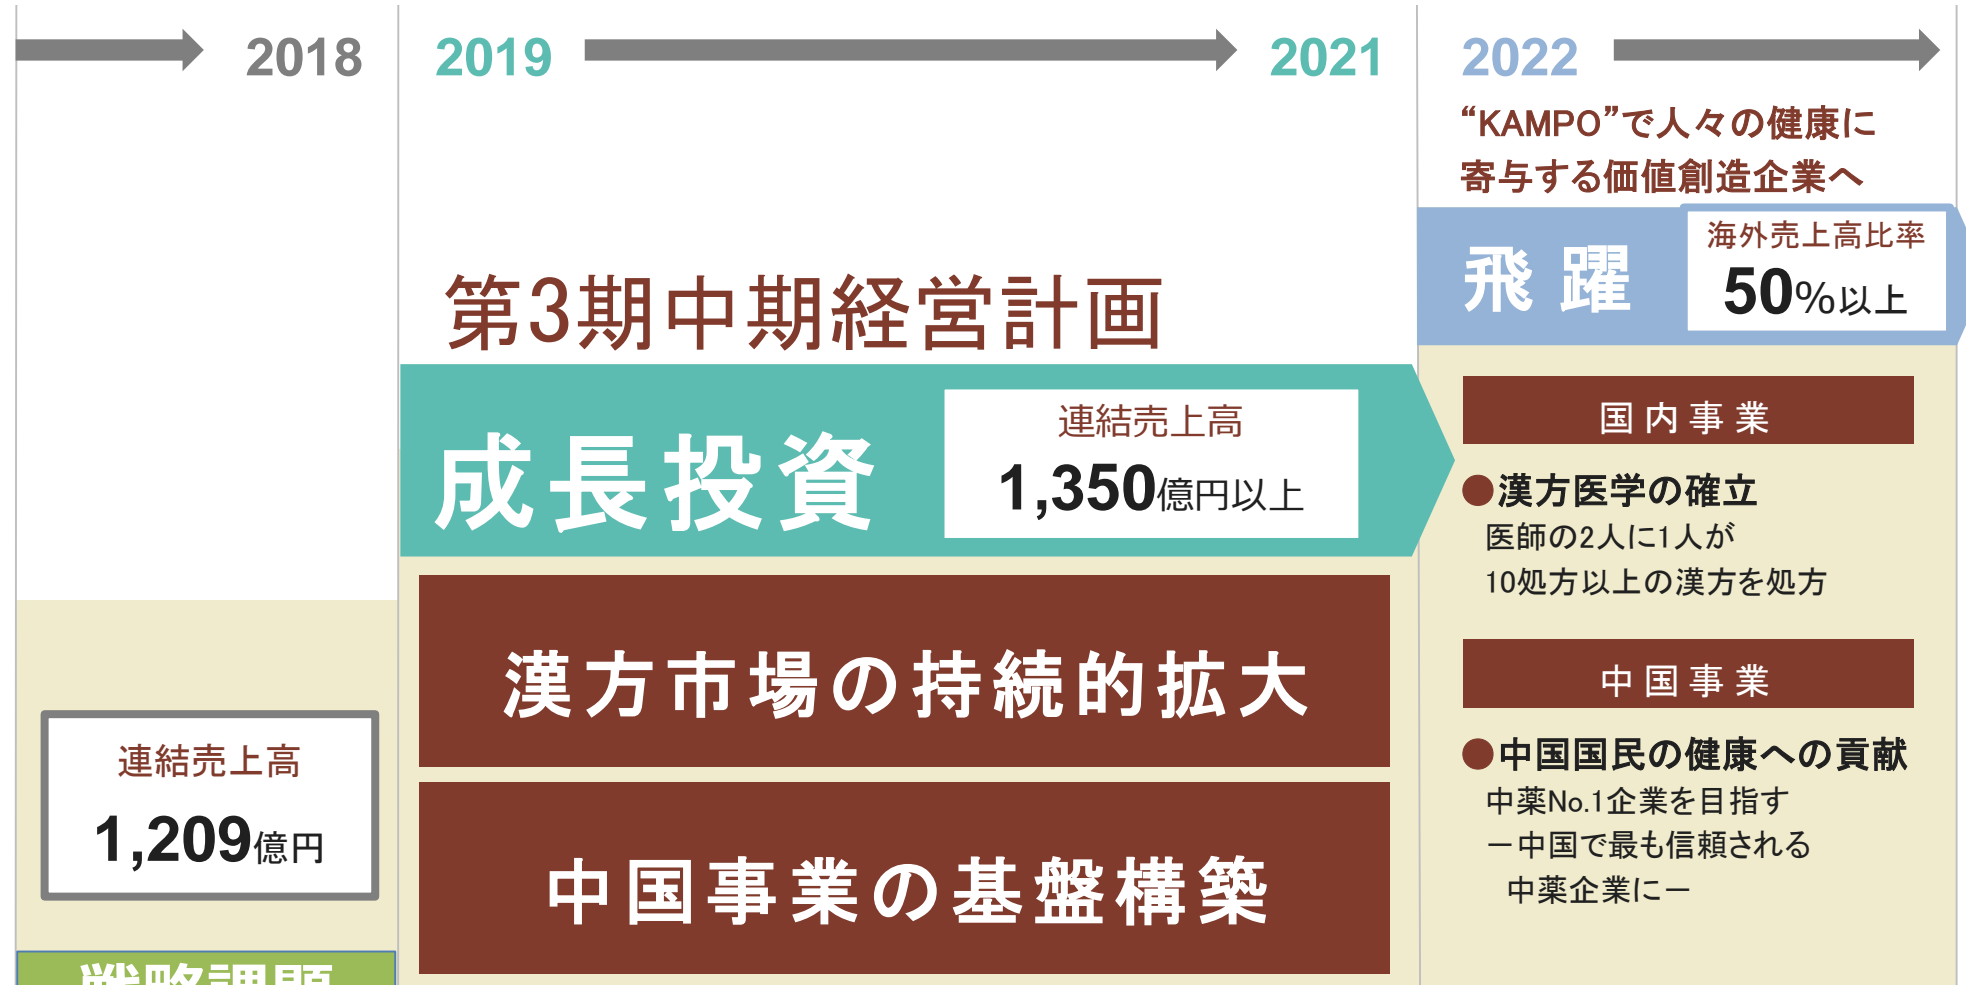 2018
2019
2021
2022
“KAMPO”で人々の健康に
寄与する価値創造企業へ
飛躍
海外売上高比率
50%以上
第3期中期経営計画
成長投資
連結売上高
1,350億円以上
漢方市場の持続的拡大
中国事業の基盤構築
国内事業
●漢方医学の確立
医師の2人に1人が
10処方以上の漢方を処方
中国事業
●中国国民の健康への貢献
中薬No.1企業を目指す
－中国で最も信頼される
中薬企業に－
連結売上高
1,209億円
戦略課題